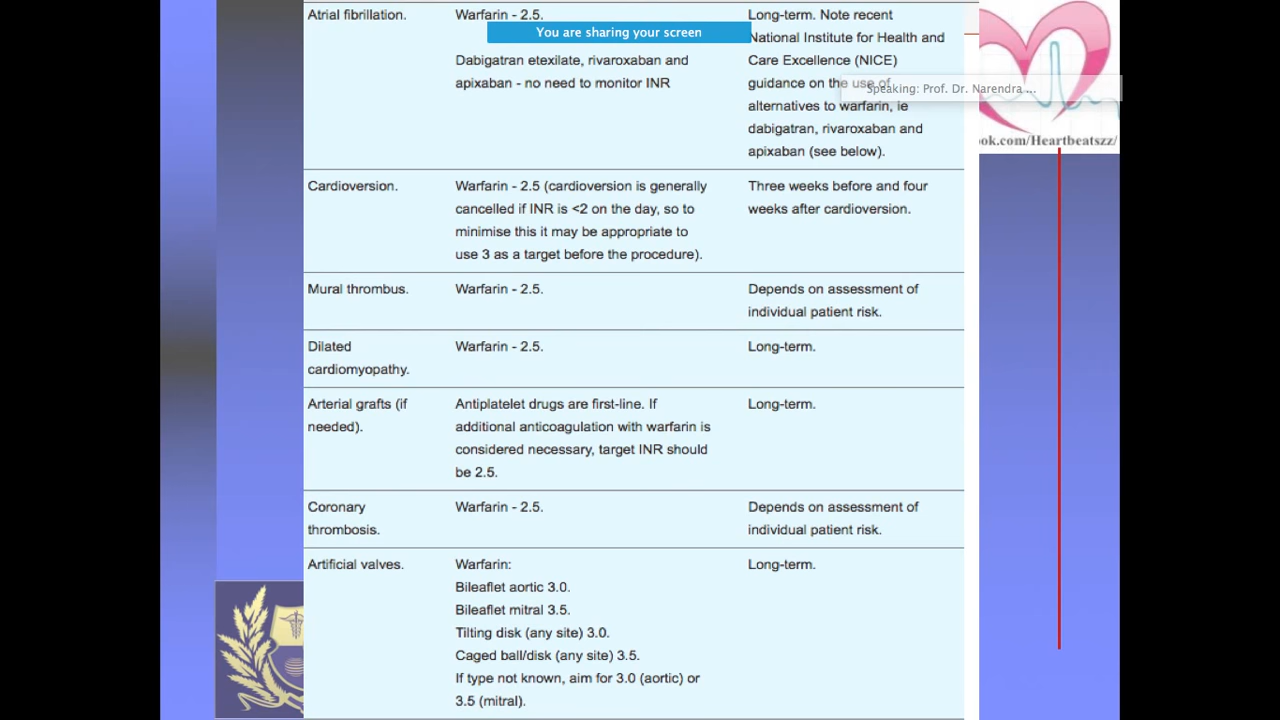 Atrial fibrillation.
Warfarin - 2.5.
Dabigatran etexilate, rivaroxaban and
apixaban - no need to monitor INR
Long-term. Note recent
National Institute for Health and
Care Excellence (NICE)
guidance on the use of
alternatives to warfarin, ie
dabigatran, rivaroxaban and
apixaban (see below).
You are sharing your screen
Speaking: Prof. Dr. Narendra ...
ok.com/Heartbeatszz/
Cardioversion.
Warfarin - 2.5 (cardioversion is generally
cancelled if INR is <2 on the day, so to
minimise this it may be appropriate to
use 3 as a target before the procedure).
Three weeks before and four
weeks after cardioversion.
Mural thrombus.
Warfarin - 2.5.
Depends on assessment of
individual patient risk.
Dilated
cardiomyopathy.
Warfarin - 2.5.
Long-term.
Arterial grafts (if
needed).
Antiplatelet drugs are first-line. If
additional anticoagulation with warfarin is
considered necessary, target INR should
be 2.5.
Long-term.
Coronary
thrombosis.
Warfarin - 2.5.
Depends on assessment of
individual patient risk.
Artificial valves.
Warfarin:
Bileaflet aortic 3.0.
Bileaflet mitral 3.5.
Tilting disk (any site) 3.0.
Caged ball/disk (any site) 3.5.
If type not known, aim for 3.0 (aortic) or
3.5 (mitral).
Long-term.